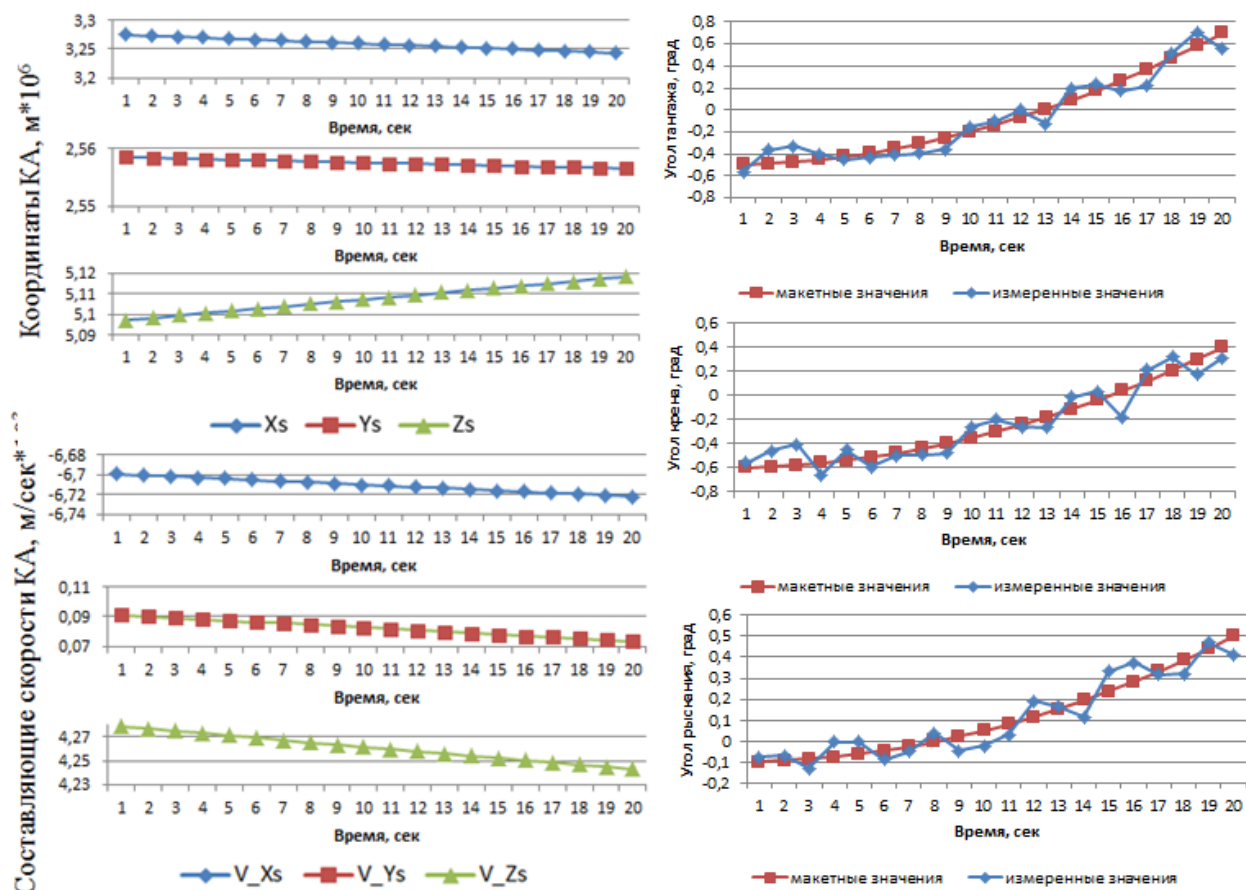 Координаты КА, м*10⁶
3,3
3,25
3,2
1 2 3 4 5 6 7 8 9 10 11 12 13 14 15 16 17 18 19 20
Время, сек
2,56
2,55
1 2 3 4 5 6 7 8 9 10 11 12 13 14 15 16 17 18 19 20
Время, сек
5,12
5,11
5,1
5,09
1 2 3 4 5 6 7 8 9 10 11 12 13 14 15 16 17 18 19 20
Время, сек
Xs Ys Zs
Составляющие скорости КА, м/сек*
-6,68
-6,7
-6,72
-6,74
1 2 3 4 5 6 7 8 9 10 11 12 13 14 15 16 17 18 19 20
Время, сек
0,11
0,09
0,07
1 2 3 4 5 6 7 8 9 10 11 12 13 14 15 16 17 18 19 20
Время, сек
4,27
4,25
4,23
1 2 3 4 5 6 7 8 9 10 11 12 13 14 15 16 17 18 19 20
Время, сек
V_Xs V_Ys V_Zs
Угол тангажа, град
0,8
0,6
0,4
0,2
0
-0,2
-0,4
-0,6
-0,8
1 2 3 4 5 6 7 8 9 10 11 12 13 14 15 16 17 18 19 20
Время, сек
макетные значения измеренные значения
Угол крена, град
0,6
0,4
0,2
0
-0,2
-0,4
-0,6
-0,8
1 2 3 4 5 6 7 8 9 10 11 12 13 14 15 16 17 18 19 20
Время, сек
макетные значения измеренные значения
Угол рыснания, град
0,6
0,5
0,4
0,3
0,2
0,1
0
-0,1
-0,2
1 2 3 4 5 6 7 8 9 10 11 12 13 14 15 16 17 18 19 20
Время, сек
макетные значения измеренные значения